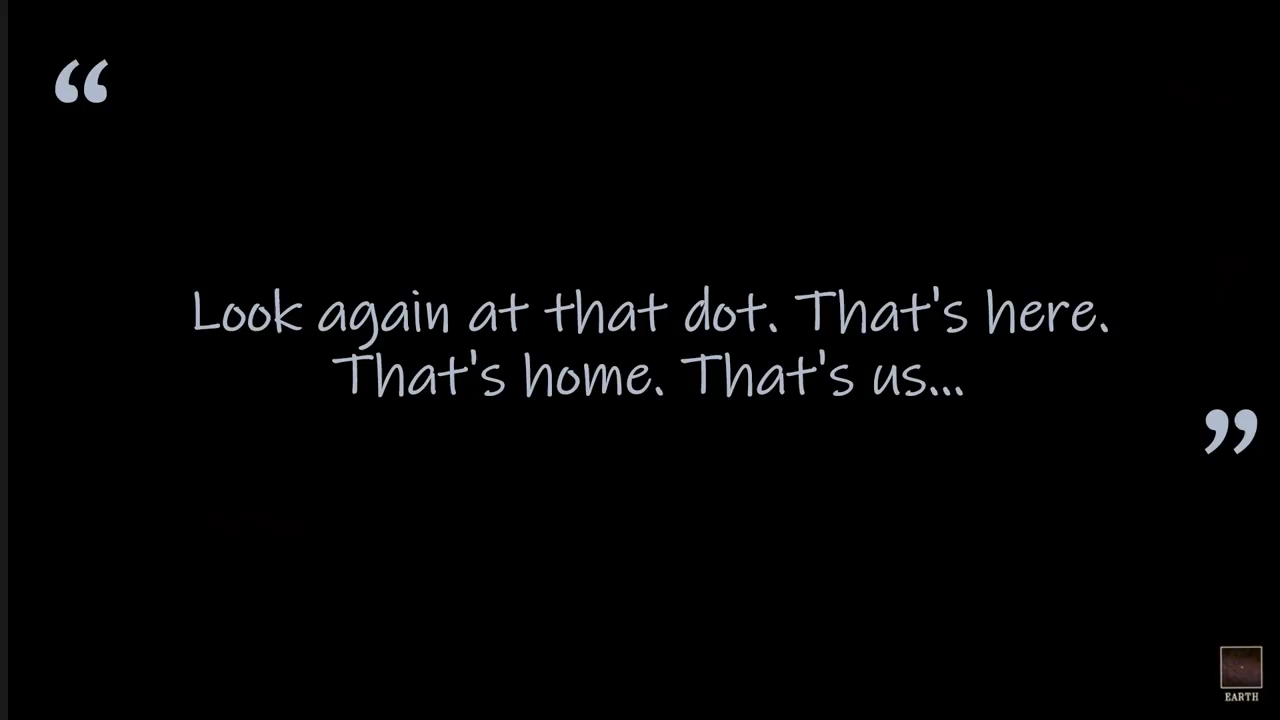 “
Look again at that dot. That's here.
That's home. That's us...
”
EARTH